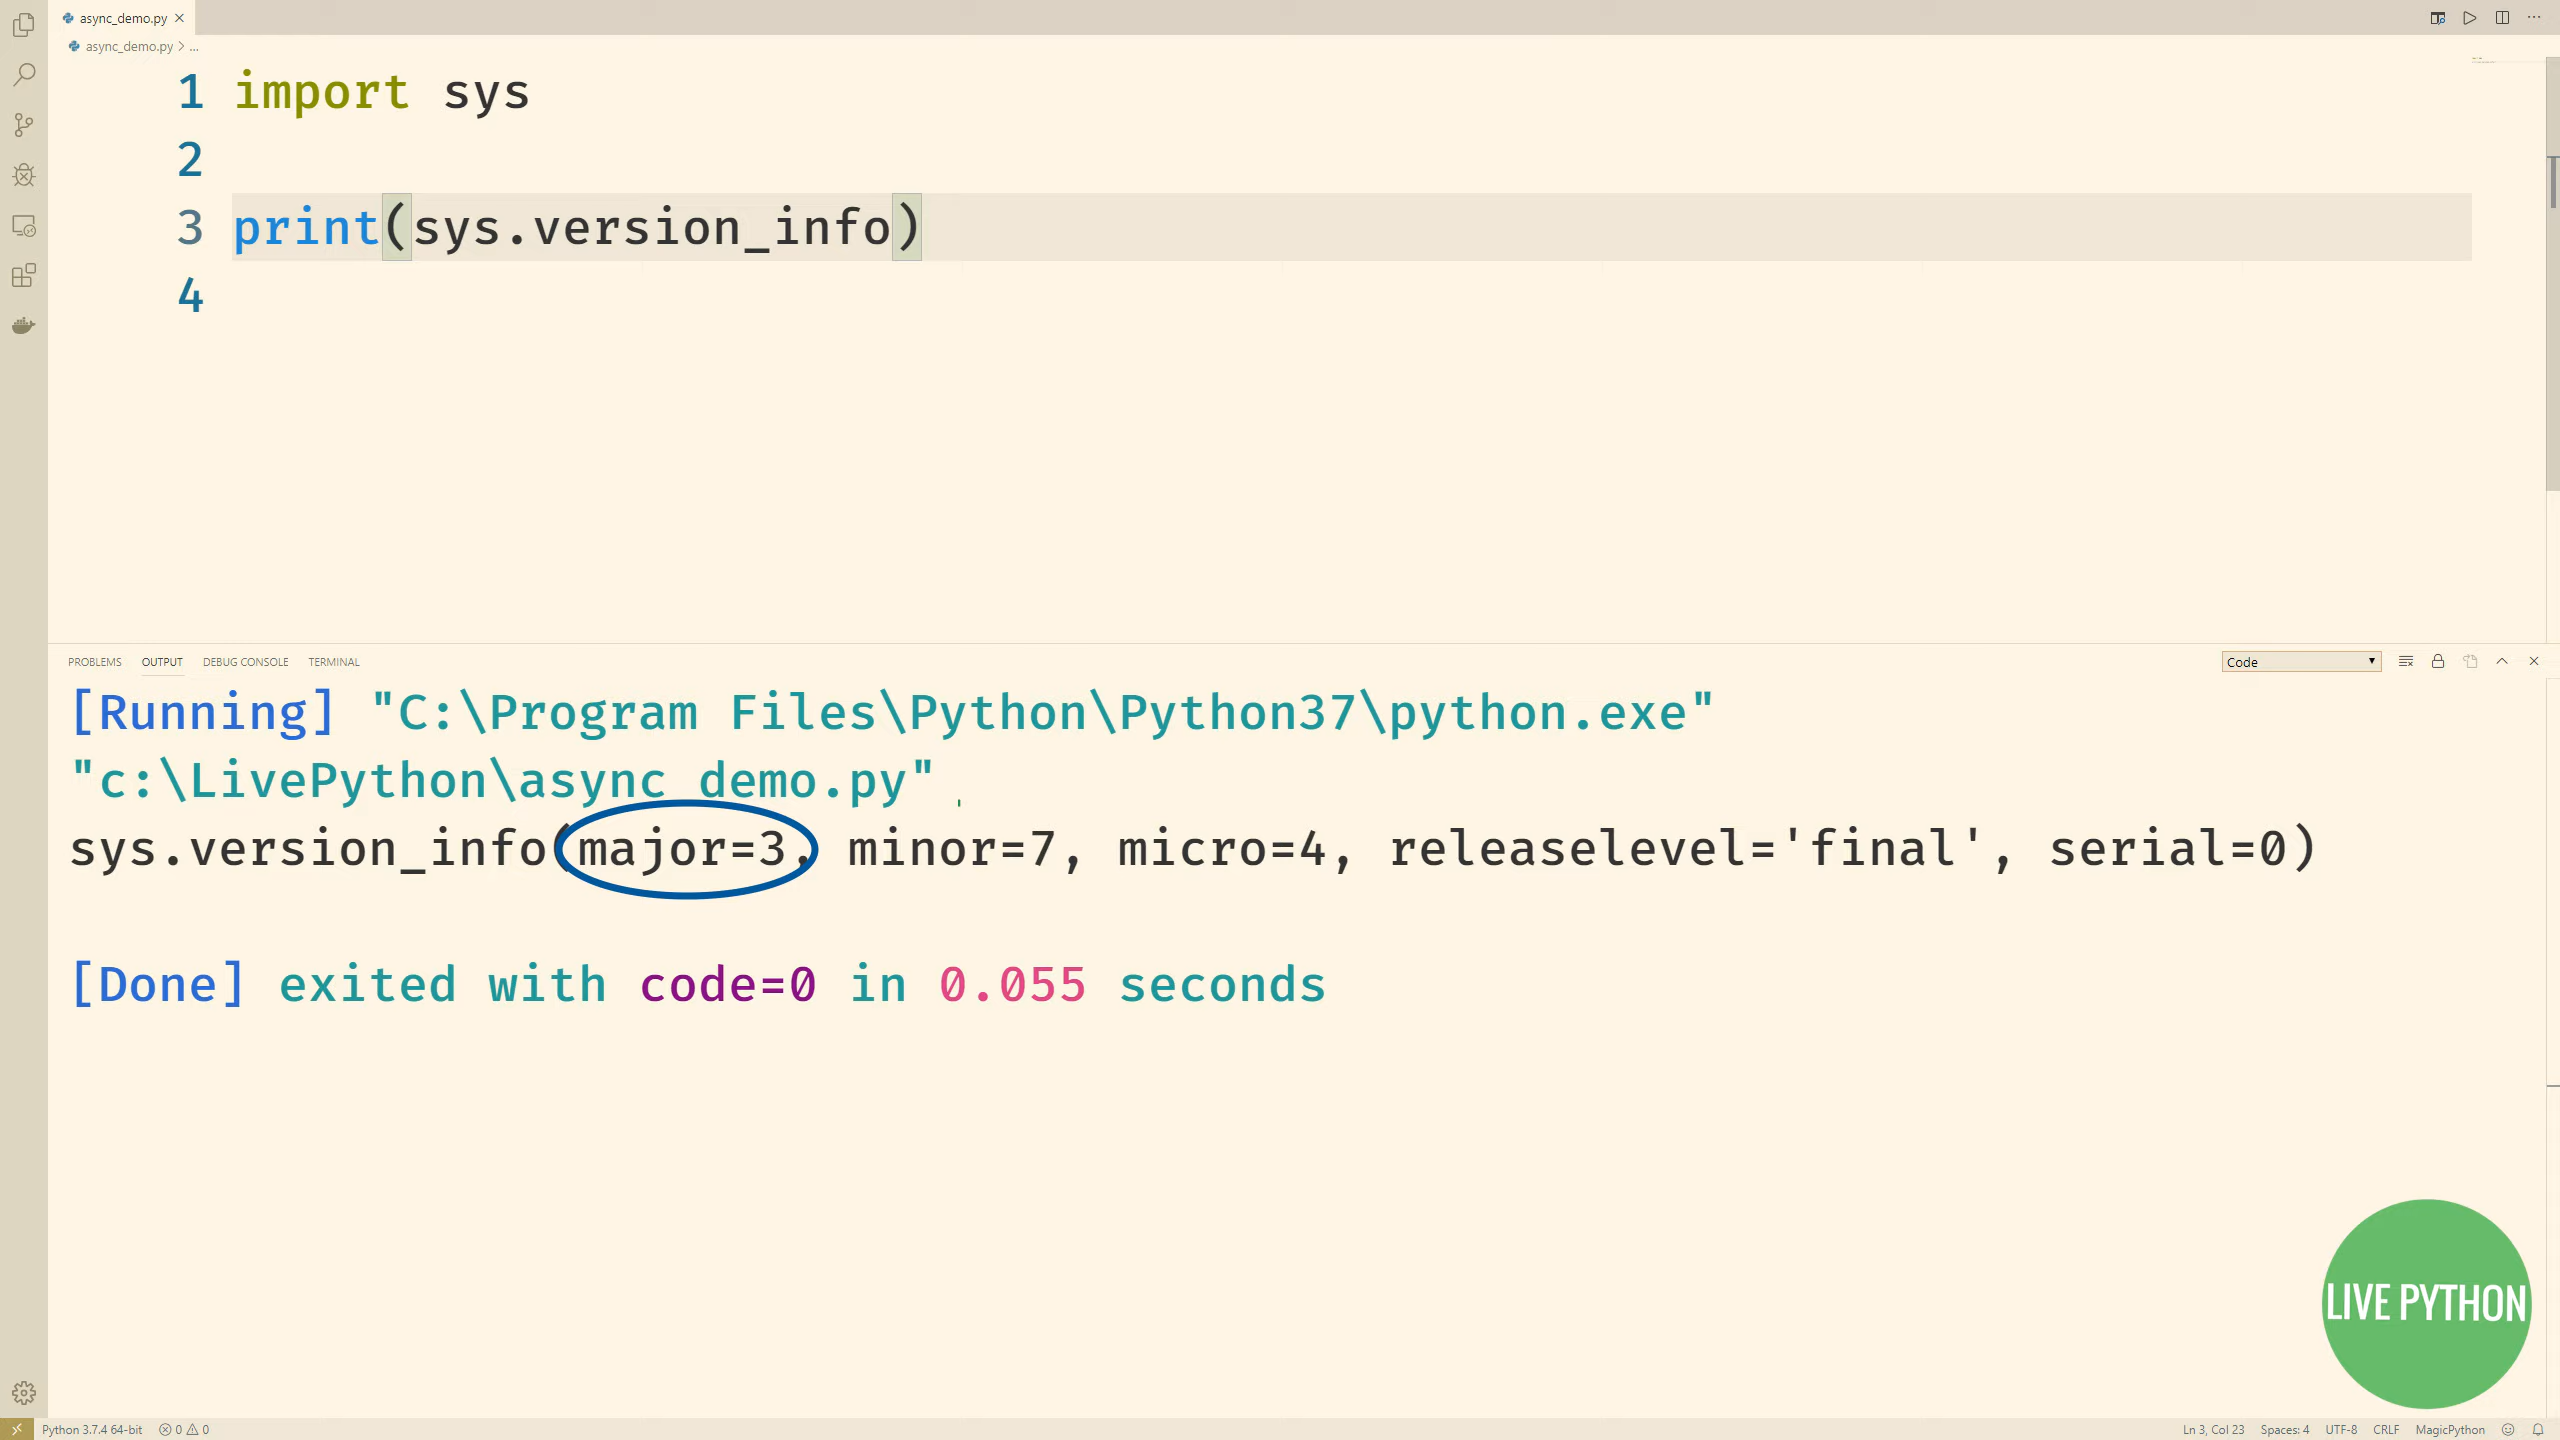 async_demo.py
async_demo.py > ...
1 import sys
2
3 print(sys.version_info)
4
PROBLEMS OUTPUT DEBUG CONSOLE TERMINAL Code
[Running] "C:\Program Files\Python\Python37\python.exe"
"c:\LivePython\async_demo.py"
sys.version_info(major=3, minor=7, micro=4, releaselevel='final', serial=0)
[Done] exited with code=0 in 0.055 seconds
LIVE PYTHON
Python 3.7.4 64-bit 0 0 Ln 3, Col 23 Spaces: 4 UTF-8 CRLF MagicPython